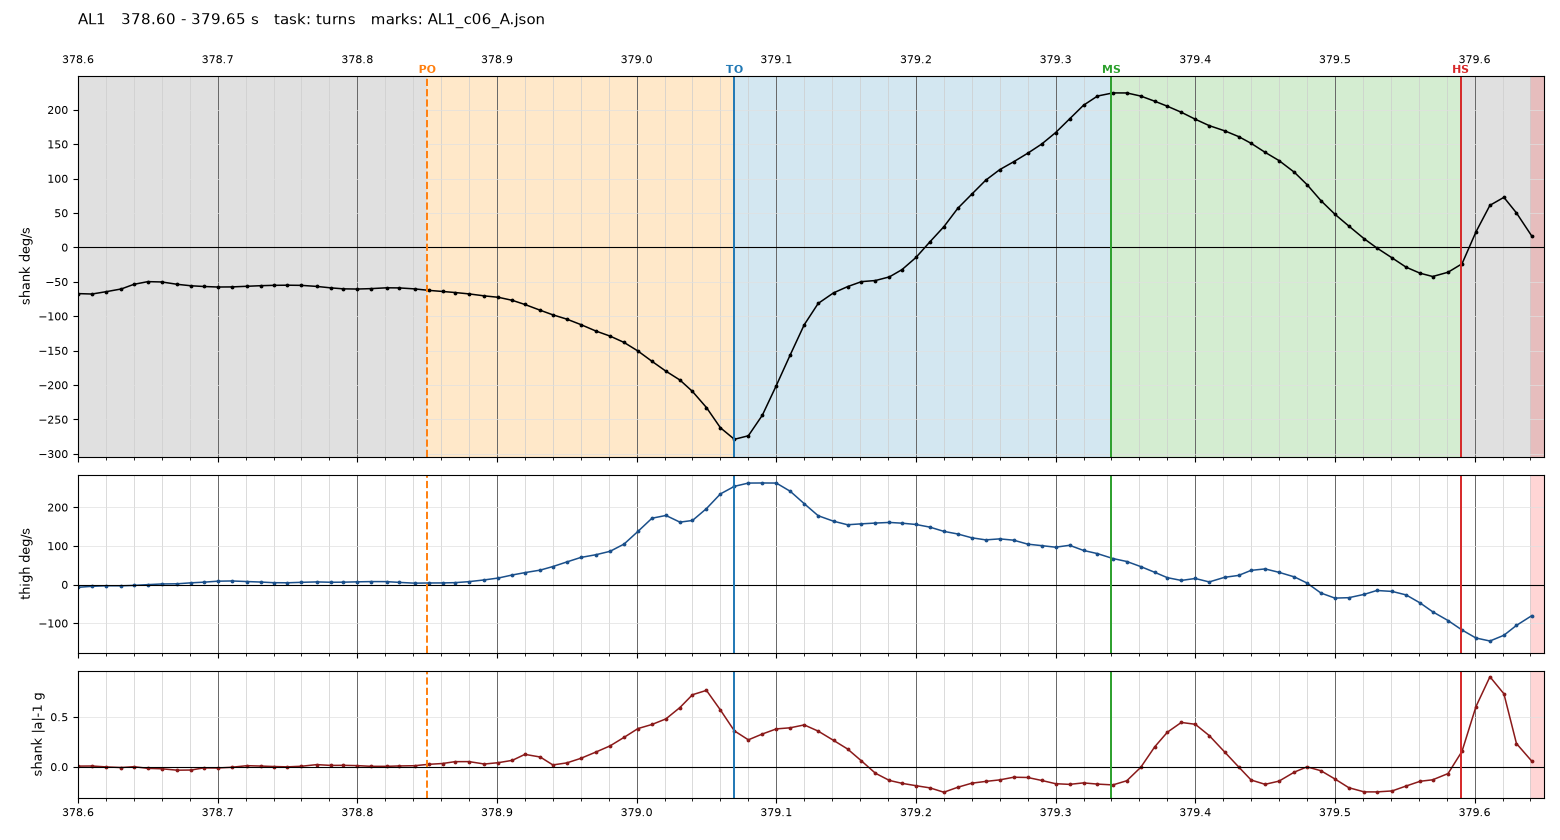 AL1   378.60 - 379.65 s   task: turns   marks: AL1_c06_A.json
378.6 378.7 378.8 378.9 379.0 379.1 379.2 379.3 379.4 379.5 379.6
PO TO MS HS
shank deg/s
200
150
100
50
0
−50
−100
−150
−200
−250
−300
thigh deg/s
200
100
0
−100
shank |a|-1 g
0.5
0.0
378.6 378.7 378.8 378.9 379.0 379.1 379.2 379.3 379.4 379.5 379.6